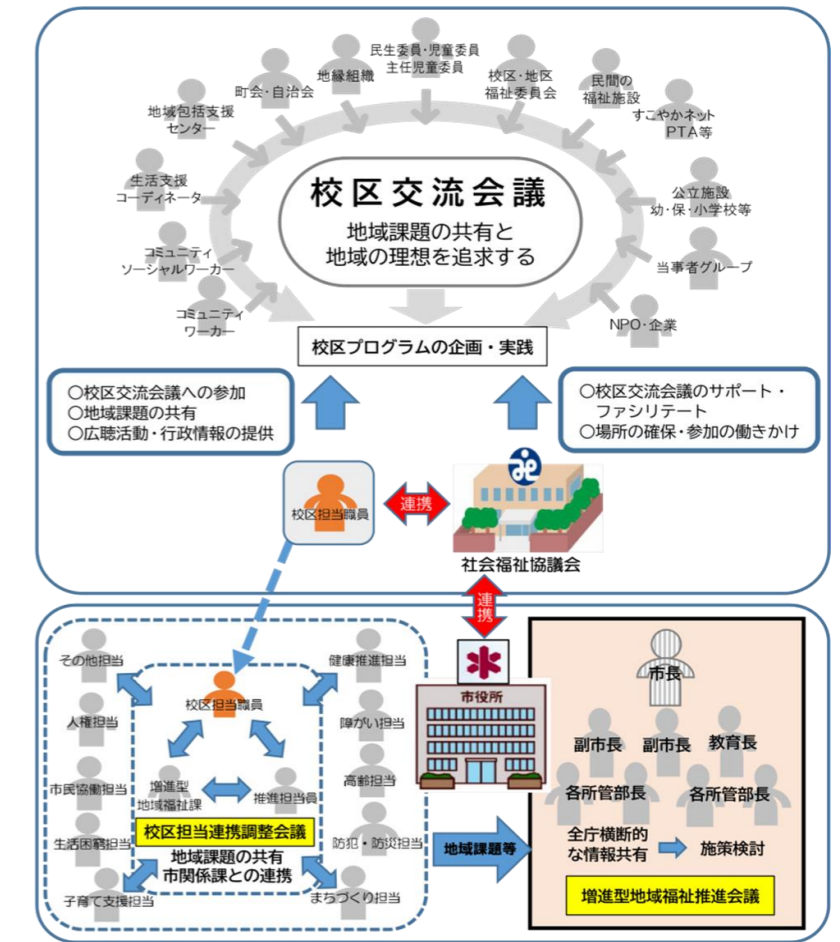 民生委員・児童委員
主任児童委員
地縁組織
校区・地区
福祉委員会
町会・自治会
民間の
福祉施設
地域包括支援
センター
すこやかネット
PTA等
生活支援
コーディネータ
公立施設
幼・保・小学校等
コミュニティ
ソーシャルワーカー
当事者グループ
コミュニティ
ワーカー
NPO・企業
校区交流会議
地域課題の共有と
地域の理想を追求する
校区プログラムの企画・実践
○校区交流会議への参加
○地域課題の共有
○広聴活動・行政情報の提供
○校区交流会議のサポート・
ファシリテート
○場所の確保・参加の働きかけ
校区担当職員
連携
社会福祉協議会
連携
その他担当
健康推進担当
校区担当職員
人権担当
障がい担当
市民協働担当
高齢担当
増進型
地域福祉課
推進担当員
生活困窮担当
防犯・防災担当
校区担当連携調整会議
地域課題の共有
市関係課との連携
子育て支援担当
まちづくり担当
市役所
地域課題等
市長
副市長
副市長
教育長
各所管部長
各所管部長
全庁横断的
な情報共有
施策検討
増進型地域福祉推進会議